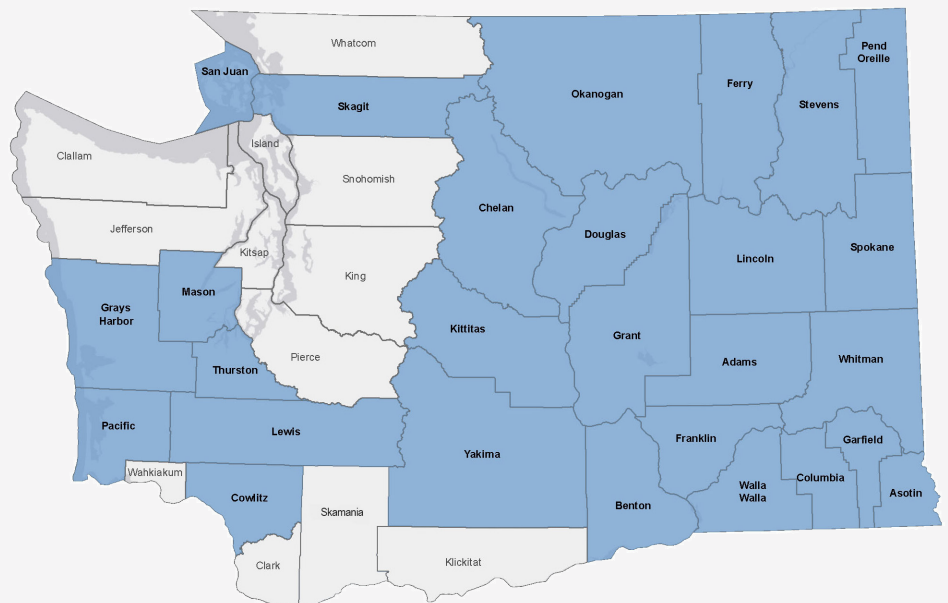 Whatcom
Pend
Oreille
San Juan
Ferry
Okanogan
Stevens
Skagit
Island
Clallam
Snohomish
Chelan
Jefferson
Douglas
Spokane
Kitsap
Lincoln
King
Mason
Grays
Harbor
Kittitas
Grant
Pierce
Adams
Whitman
Thurston
Pacific
Lewis
Franklin
Garfield
Yakima
Wahkiakum
Columbia
Walla
Walla
Asotin
Cowlitz
Benton
Skamania
Klickitat
Clark